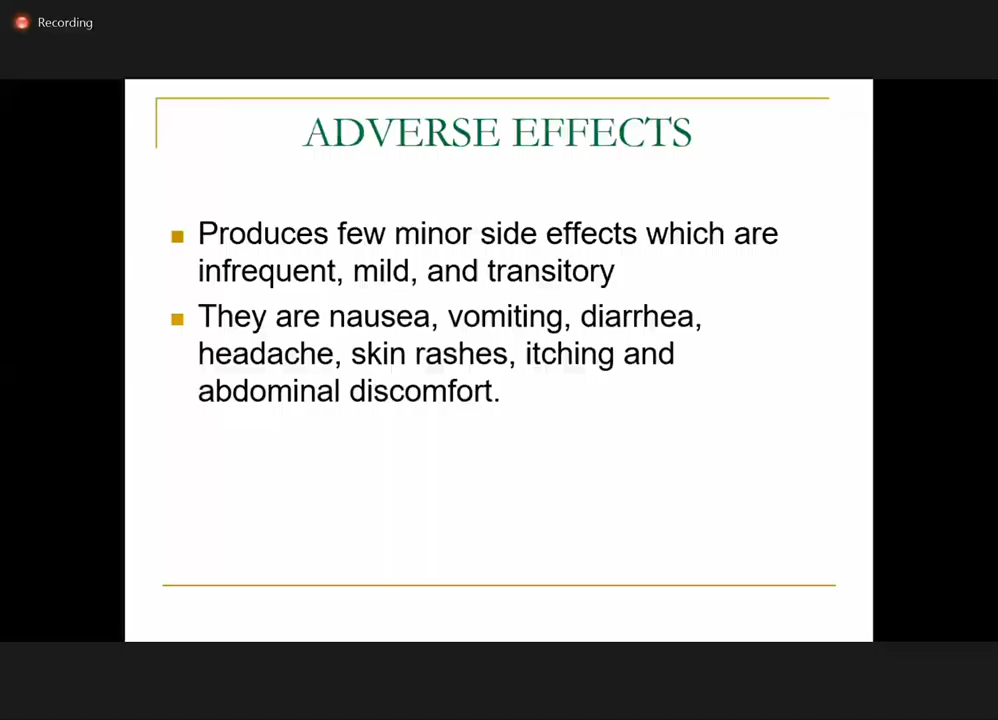 Recording
ADVERSE EFFECTS
Produces few minor side effects which are
infrequent, mild, and transitory
They are nausea, vomiting, diarrhea,
headache, skin rashes, itching and
abdominal discomfort.